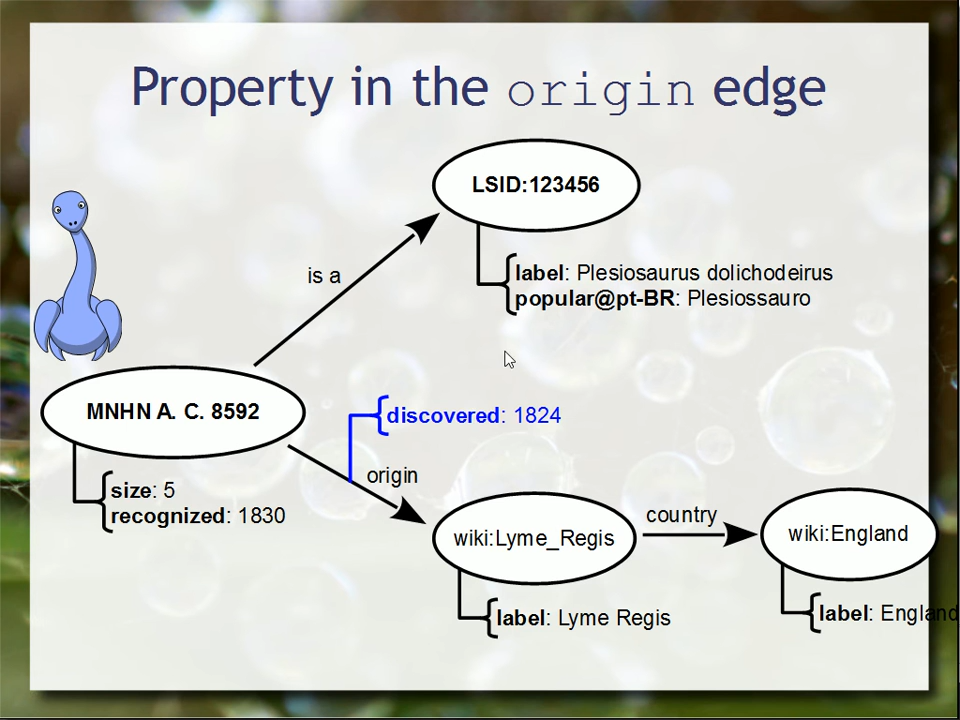 Property in the origin edge
LSID:123456
is a
label: Plesiosaurus dolichodeirus
popular@pt-BR: Plesiossauro
MNHN A. C. 8592
discovered: 1824
origin
size: 5
recognized: 1830
wiki:Lyme_Regis
country
wiki:England
label: Lyme Regis
label: England